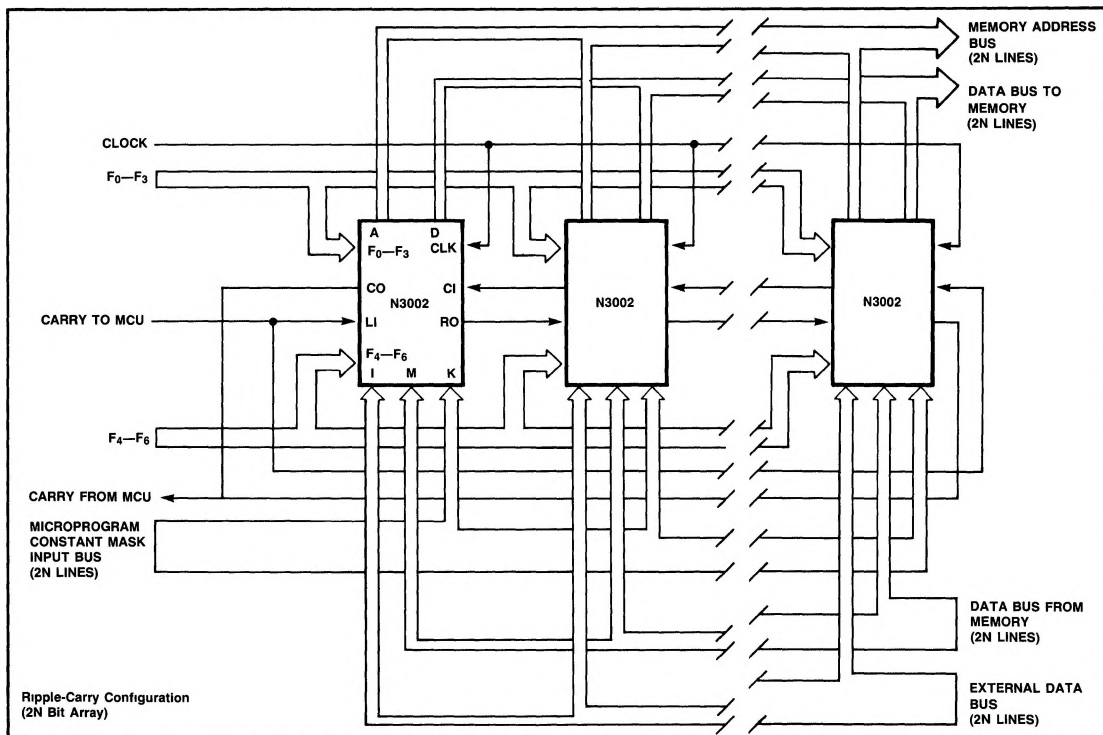 MEMORY ADDRESS
BUS
(2N LINES)
DATA BUS TO
MEMORY
(2N LINES)
CLOCK
F0—F3
A D
F0—F3 CLK
CO CI
N3002
LI RO
F4—F6
I M K
N3002
N3002
CARRY TO MCU
F4—F6
CARRY FROM MCU
MICROPROGRAM
CONSTANT MASK
INPUT BUS
(2N LINES)
DATA BUS FROM
MEMORY
(2N LINES)
EXTERNAL DATA
BUS
(2N LINES)
Ripple-Carry Configuration
(2N Bit Array)